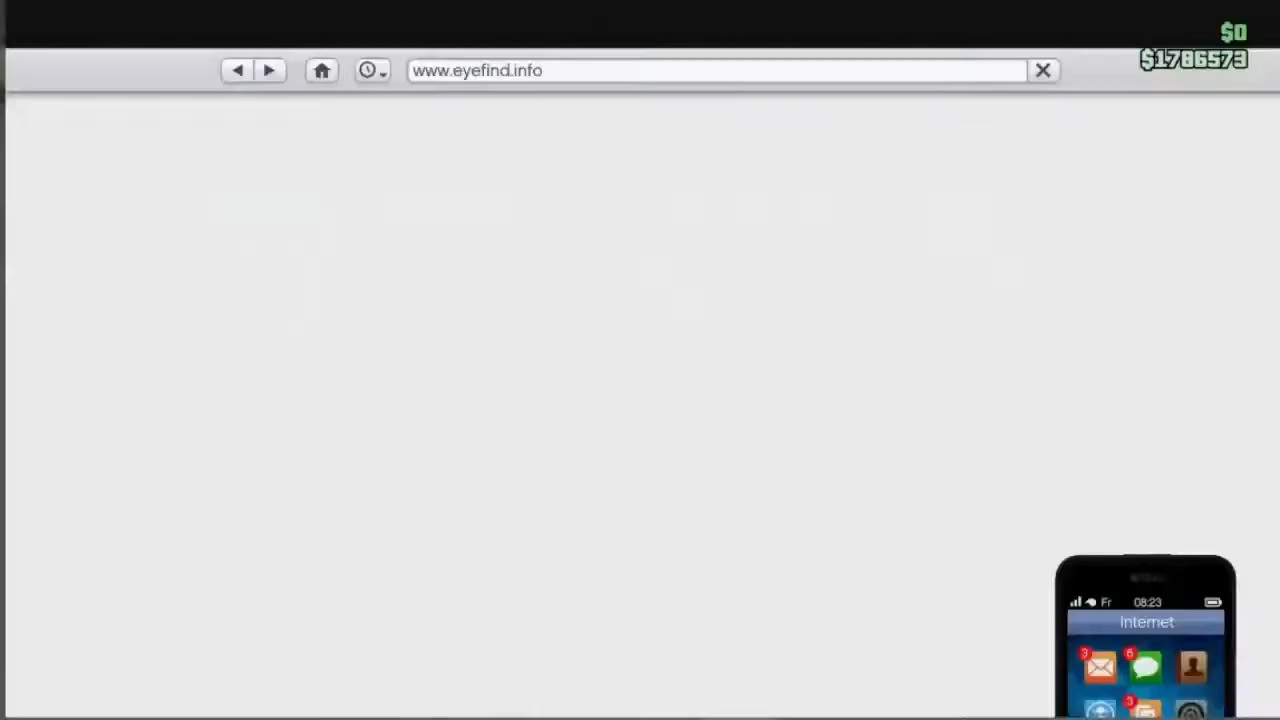 $0
$1786573
www.eyefind.info
Fr 08:23
Internet
3 6
3